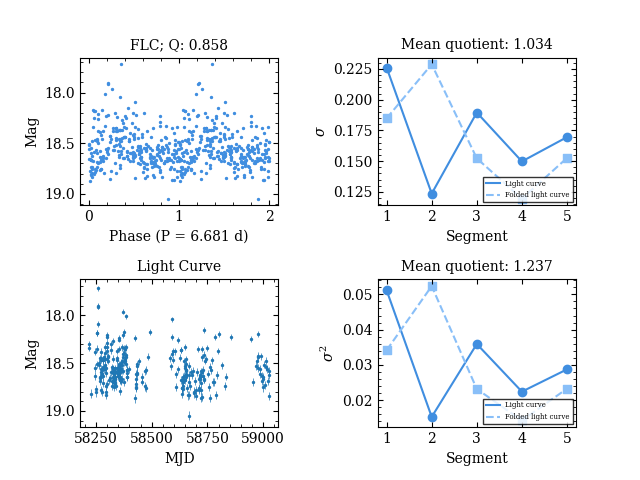 FLC; Q: 0.858
Mag
18.0
18.5
19.0
0
1
2
Phase (P = 6.681 d)
Mean quotient: 1.034
σ
0.225
0.200
0.175
0.150
0.125
Light curve
Folded light curve
1
2
3
4
5
Segment
Light Curve
Mag
18.0
18.5
19.0
58250
58500
58750
59000
MJD
Mean quotient: 1.237
σ²
0.05
0.04
0.03
0.02
Light curve
Folded light curve
1
2
3
4
5
Segment